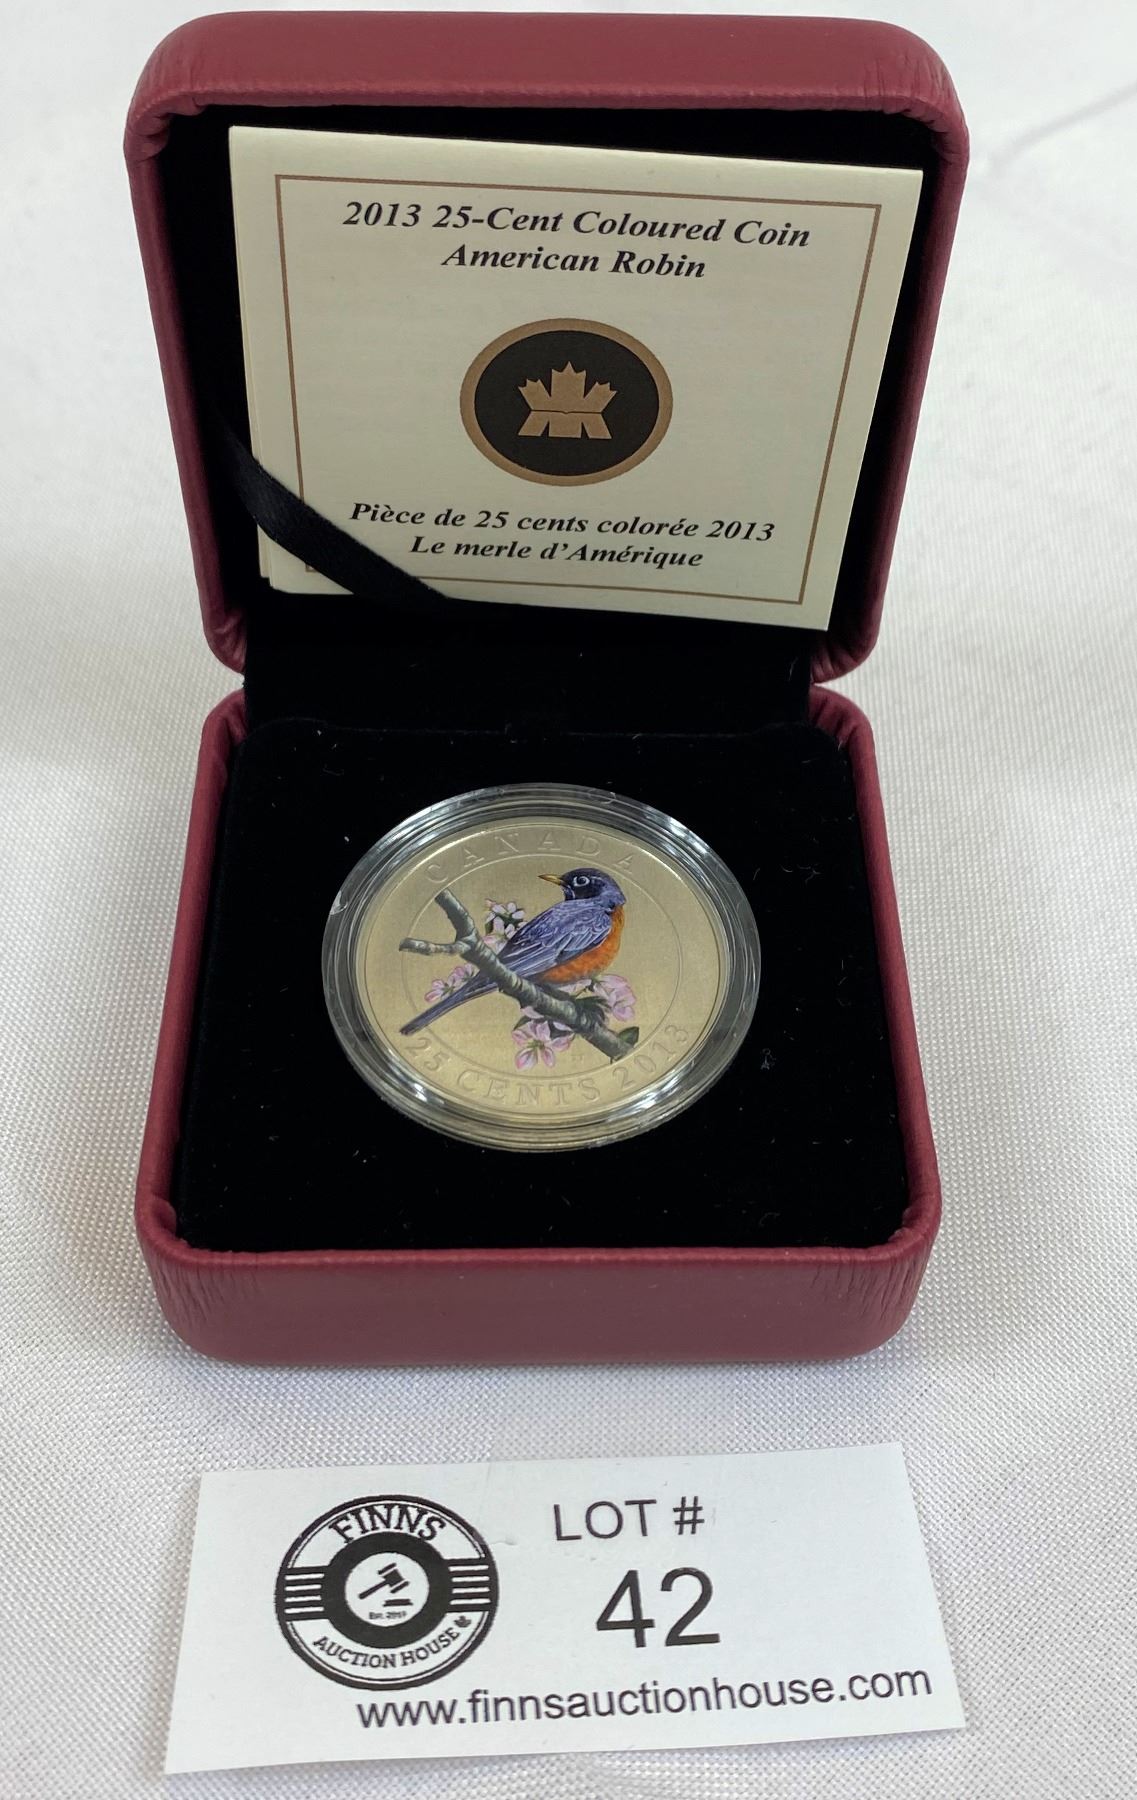 2013 25-Cent Coloured Coin
American Robin
Pièce de 25 cents colorée 2013
Le merle d'Amérique
CANADA
25 CENTS 2013
FINNS
AUCTION HOUSE
LOT #
42
www.finnsauctionhouse.com